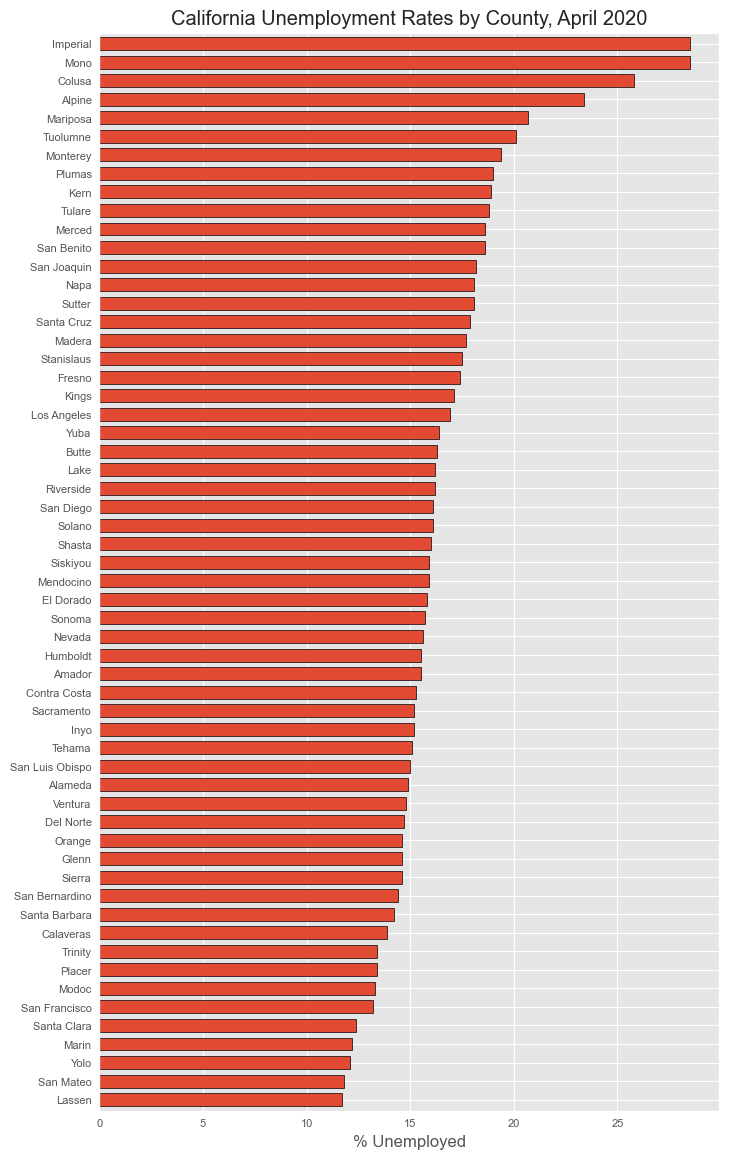 California Unemployment Rates by County, April 2020
Imperial
Mono
Colusa
Alpine
Mariposa
Tuolumne
Monterey
Plumas
Kern
Tulare
Merced
San Benito
San Joaquin
Napa
Sutter
Santa Cruz
Madera
Stanislaus
Fresno
Kings
Los Angeles
Yuba
Butte
Lake
Riverside
San Diego
Solano
Shasta
Siskiyou
Mendocino
El Dorado
Sonoma
Nevada
Humboldt
Amador
Contra Costa
Sacramento
Inyo
Tehama
San Luis Obispo
Alameda
Ventura
Del Norte
Orange
Glenn
Sierra
San Bernardino
Santa Barbara
Calaveras
Trinity
Placer
Modoc
San Francisco
Santa Clara
Marin
Yolo
San Mateo
Lassen
0 5 10 15 20 25
% Unemployed